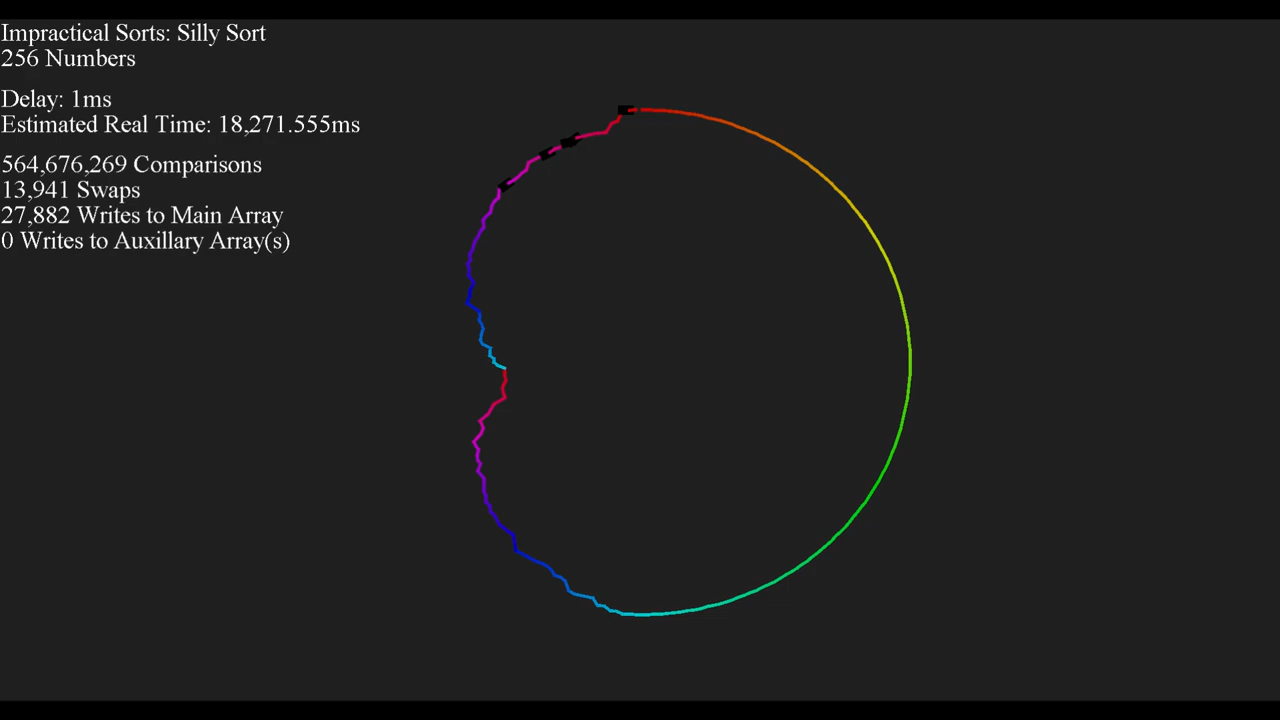 Impractical Sorts: Silly Sort
256 Numbers
Delay: 1ms
Estimated Real Time: 18,271.555ms
564,676,269 Comparisons
13,941 Swaps
27,882 Writes to Main Array
0 Writes to Auxillary Array(s)